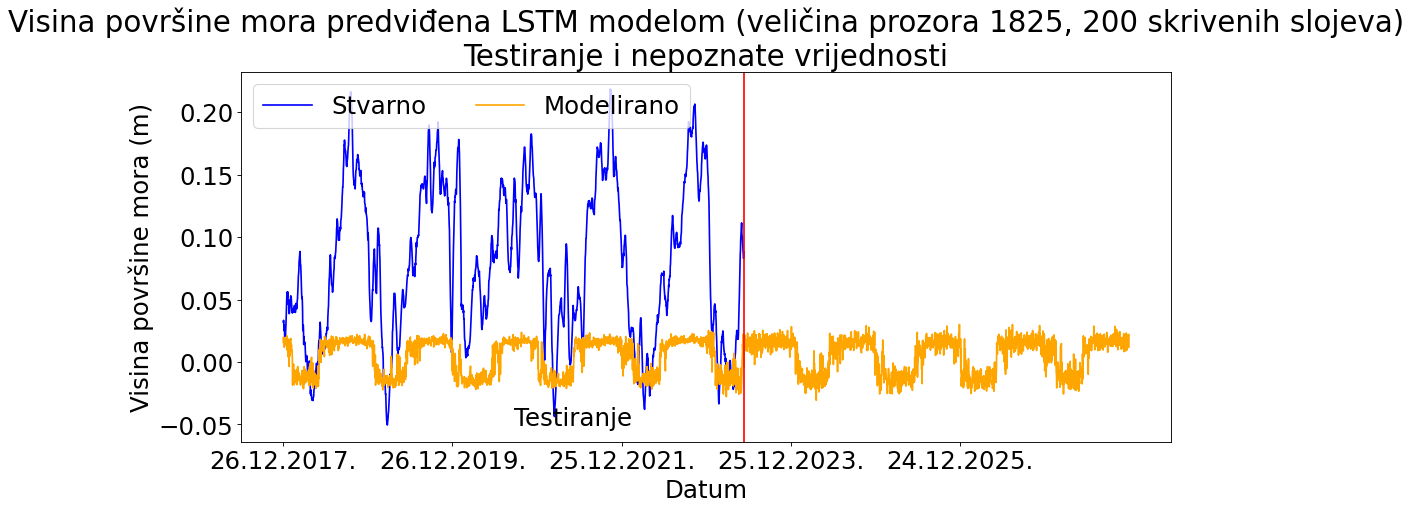 Visina površine mora predviđena LSTM modelom (veličina prozora 1825, 200 skrivenih slojeva)
Testiranje i nepoznate vrijednosti
Stvarno Modelirano
Visina površine mora (m)
0.20
0.15
0.10
0.05
0.00
−0.05
Testiranje
26.12.2017. 26.12.2019. 25.12.2021. 25.12.2023. 24.12.2025.
Datum